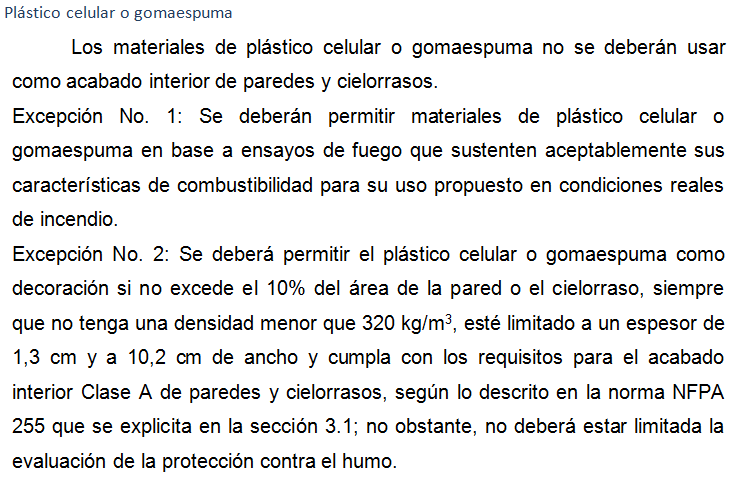 Plástico celular o gomaespuma
Los materiales de plástico celular o gomaespuma no se deberán usar
como acabado interior de paredes y cielorrasos.
Excepción No. 1: Se deberán permitir materiales de plástico celular o
gomaespuma en base a ensayos de fuego que sustenten aceptablemente sus
características de combustibilidad para su uso propuesto en condiciones reales
de incendio.
Excepción No. 2: Se deberá permitir el plástico celular o gomaespuma como
decoración si no excede el 10% del área de la pared o el cielorraso, siempre
que no tenga una densidad menor que 320 kg/m³, esté limitado a un espesor de
1,3 cm y a 10,2 cm de ancho y cumpla con los requisitos para el acabado
interior Clase A de paredes y cielorrasos, según lo descrito en la norma NFPA
255 que se explicita en la sección 3.1; no obstante, no deberá estar limitada la
evaluación de la protección contra el humo.